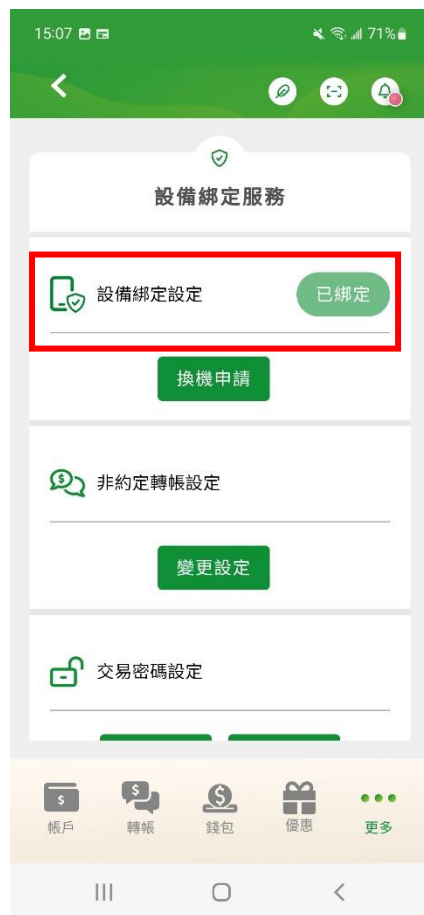 15:07
71%
設備綁定服務
設備綁定設定
已綁定
換機申請
非約定轉帳設定
變更設定
交易密碼設定
帳戶
轉帳
錢包
優惠
更多